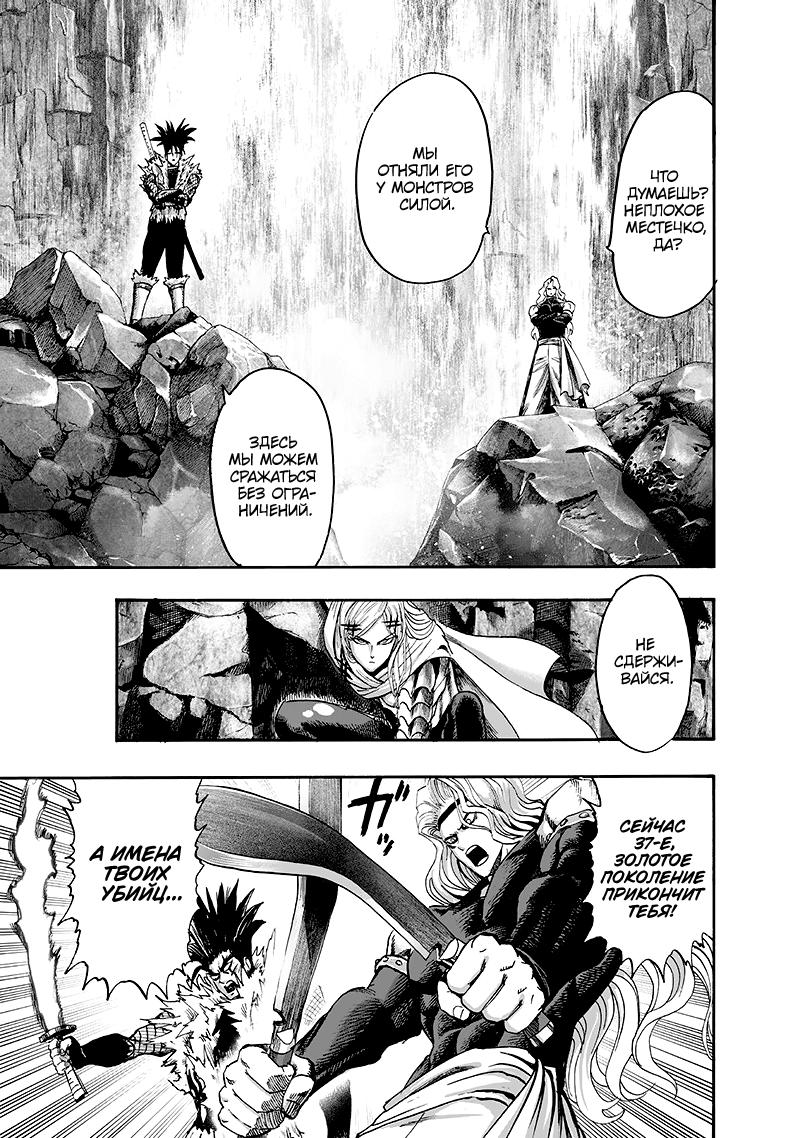 ЧТО
ДУМАЕШЬ?
НЕПЛОХОЕ
МЕСТЕЧКО,
ДА?
МЫ
ОТНЯЛИ ЕГО
У МОНСТРОВ
СИЛОЙ.
ЗДЕСЬ
МЫ МОЖЕМ
СРАЖАТЬСЯ
БЕЗ ОГРА-
НИЧЕНИЙ.
НЕ
СДЕРЖИ-
ВАЙСЯ.
СЕЙЧАС
37-Е,
ЗОЛОТОЕ
ПОКОЛЕНИЕ
ПРИКОНЧИТ
ТЕБЯ!
ガッ
А ИМЕНА
ТВОИХ
УБИЙЦ...